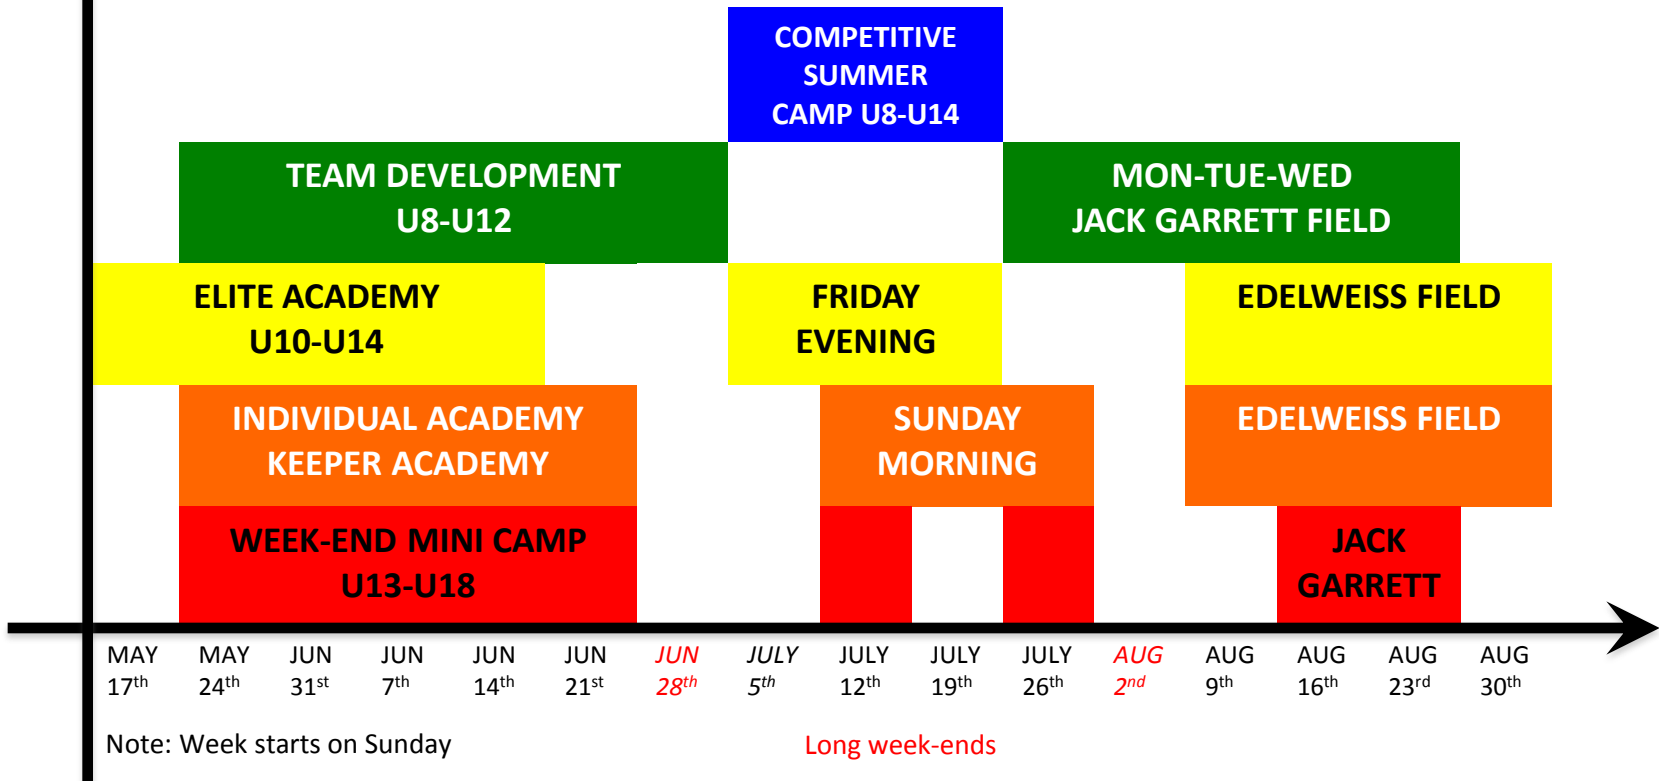 COMPETITIVE
SUMMER
CAMP U8-U14
TEAM DEVELOPMENT
U8-U12
MON-TUE-WED
JACK GARRETT FIELD
ELITE ACADEMY
U10-U14
FRIDAY
EVENING
EDELWEISS FIELD
INDIVIDUAL ACADEMY
KEEPER ACADEMY
SUNDAY
MORNING
EDELWEISS FIELD
WEEK-END MINI CAMP
U13-U18
JACK
GARRETT
MAY 17th
MAY 24th
JUN 31st
JUN 7th
JUN 14th
JUN 21st
JUN 28th
JULY 5th
JULY 12th
JULY 19th
JULY 26th
AUG 2nd
AUG 9th
AUG 16th
AUG 23rd
AUG 30th
Note: Week starts on Sunday
Long week-ends